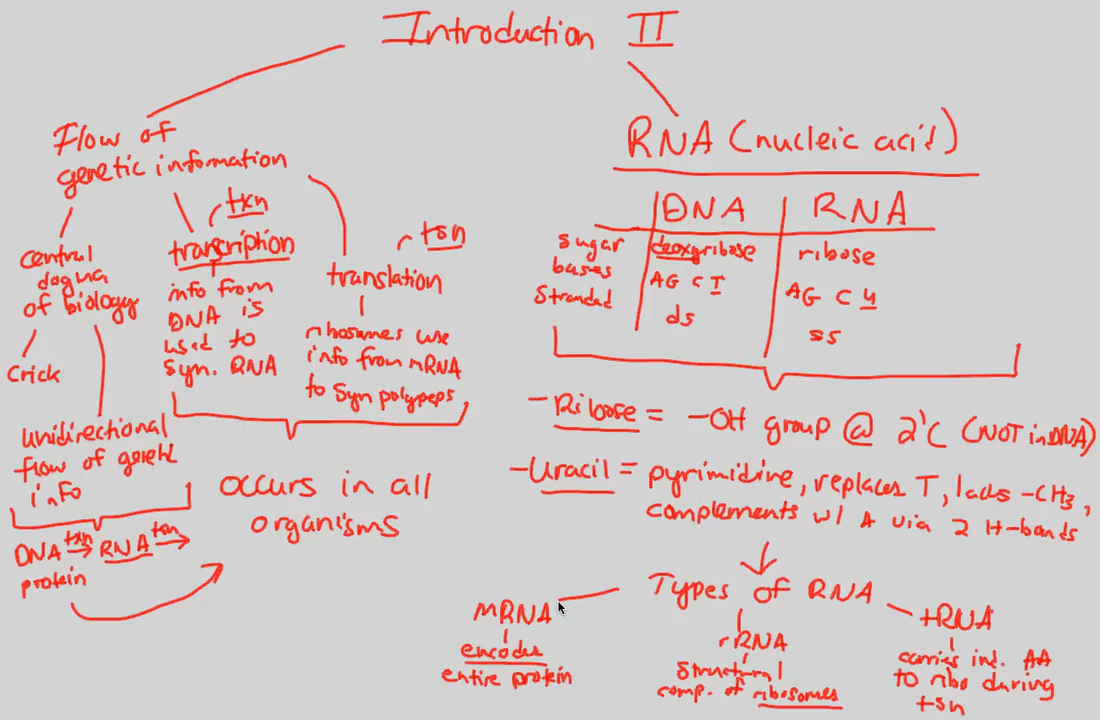 Introduction II
Flow of
genetic information
central
dogma
of biology
Crick
unidirectional
flow of genetic
info
DNA txn→ RNA tsn→
protein
txn
transcription
info from
DNA is
used to
syn. RNA
tsn
translation
ribosomes use
info from mRNA
to syn polypeps
occurs in all
organisms
RNA (nucleic acid)
DNA RNA
sugar deoxyribose ribose
bases AG C T AG C U
Stranded ds ss
- Ribose = -OH group @ 2'C (NOT in DNA)
- Uracil = pyrimidine, replaces T, lacks -CH3,
complements w/ A via 2 H-bonds
Types of RNA
mRNA
encodes
entire protein
rRNA
structural
comp. of ribosomes
tRNA
carries ind. AA
to ribo during
tsn